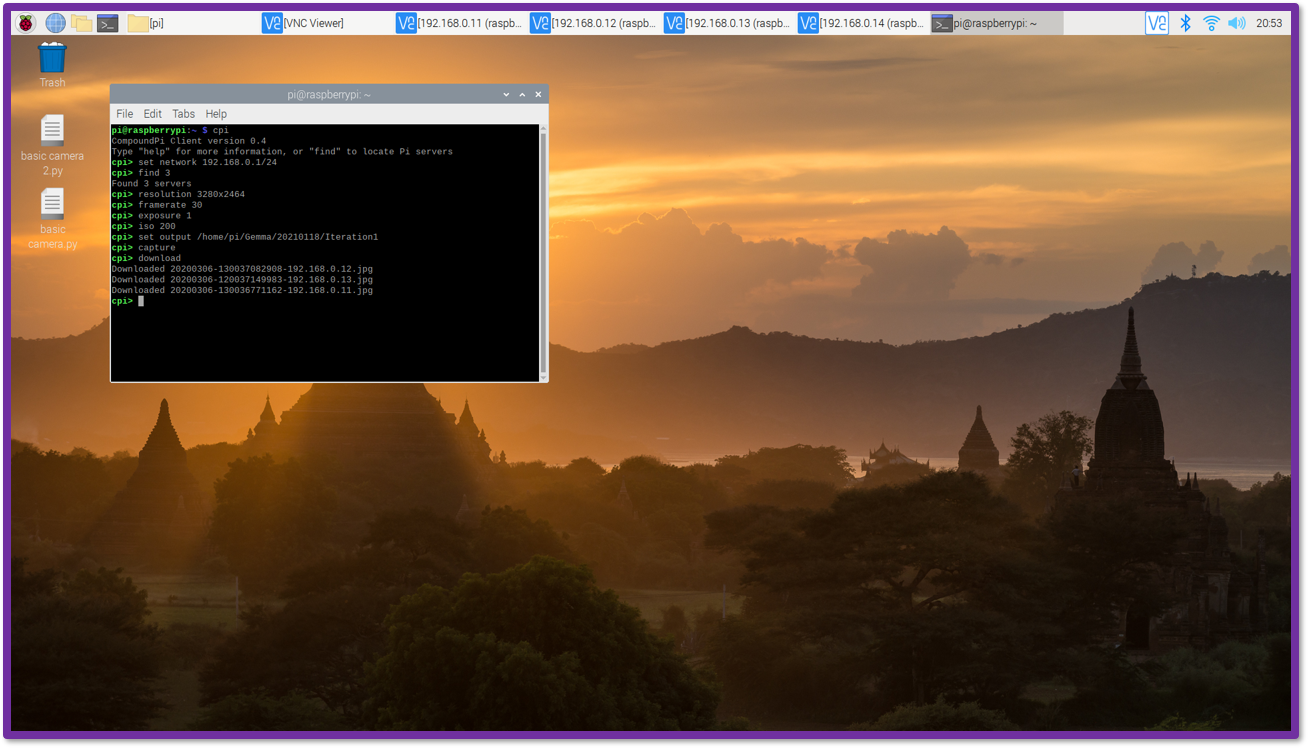 [pi]
[VNC Viewer]
[192.168.0.11 (raspb...
[192.168.0.12 (raspb...
[192.168.0.13 (raspb...
[192.168.0.14 (raspb...
pi@raspberrypi: ~
20:53
Trash
basic camera
2.py
basic
camera.py
pi@raspberrypi: ~
File Edit Tabs Help
pi@raspberrypi:~ $ cpi
CompoundPi Client version 0.4
Type "help" for more information, or "find" to locate Pi servers
cpi> set network 192.168.0.1/24
cpi> find 3
Found 3 servers
cpi> resolution 3280x2464
cpi> framerate 30
cpi> exposure 1
cpi> iso 200
cpi> set output /home/pi/Gemma/20210118/Iteration1
cpi> capture
cpi> download
Downloaded 20200306-130037082908-192.168.0.12.jpg
Downloaded 20200306-120037149983-192.168.0.13.jpg
Downloaded 20200306-130036771162-192.168.0.11.jpg
cpi>